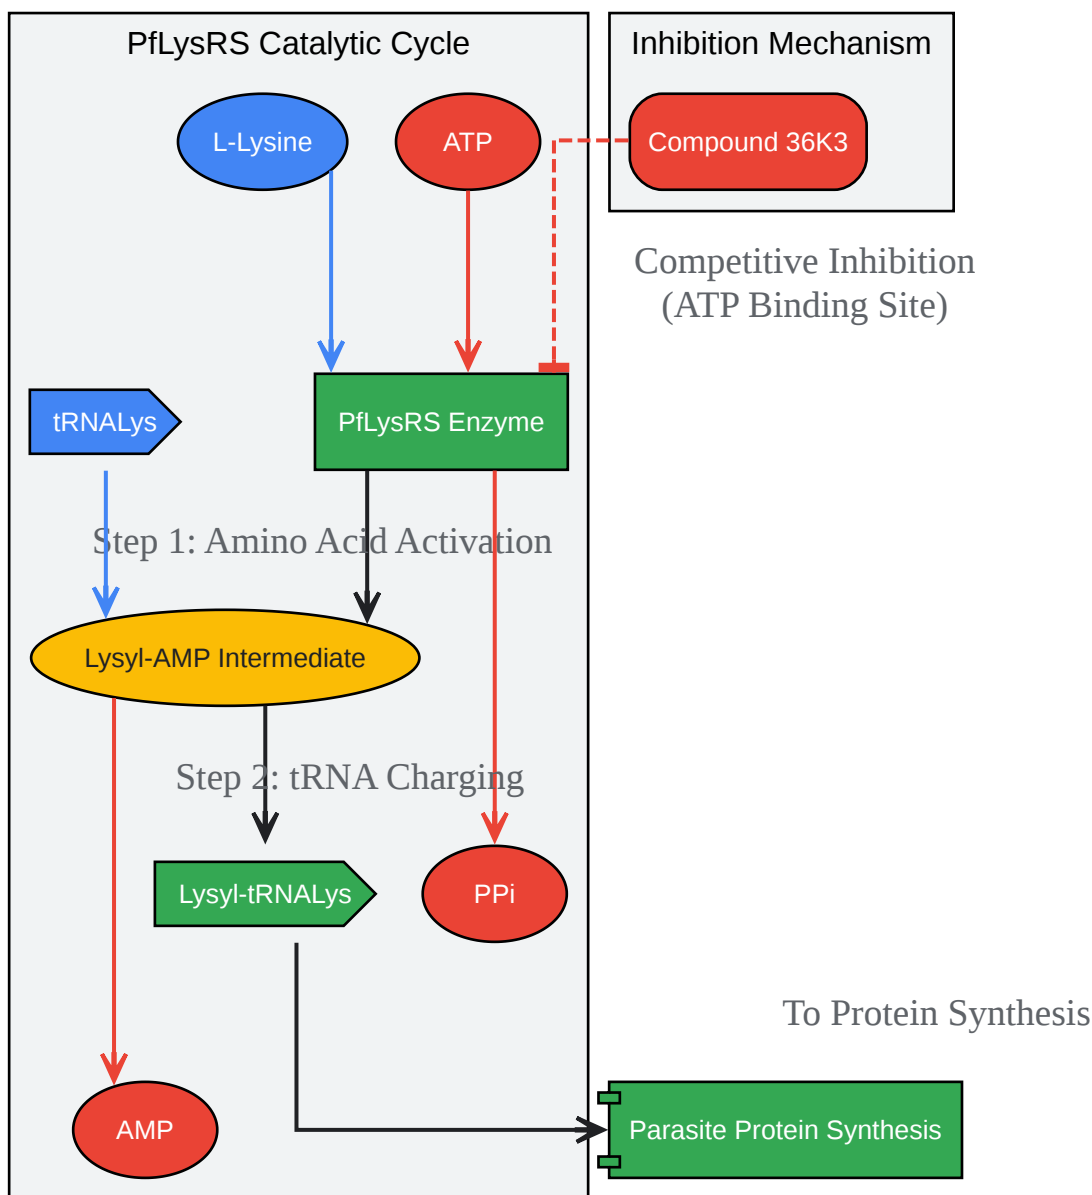 PfLysRS Catalytic Cycle
Inhibition Mechanism
L-Lysine
ATP
Compound 36K3
Competitive Inhibition
(ATP Binding Site)
tRNALys
PfLysRS Enzyme
Step 1: Amino Acid Activation
Lysyl-AMP Intermediate
Step 2: tRNA Charging
Lysyl-tRNALys
PPi
To Protein Synthesis
AMP
Parasite Protein Synthesis